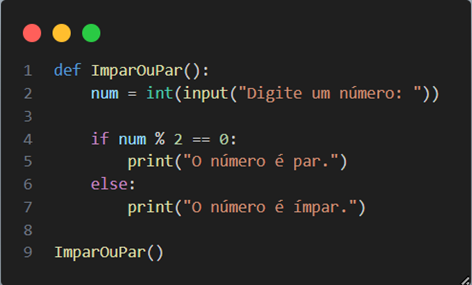 1 def ImparOuPar():
2     num = int(input("Digite um número: "))
3
4     if num % 2 == 0:
5         print("O número é par.")
6     else:
7         print("O número é ímpar.")
8
9 ImparOuPar()